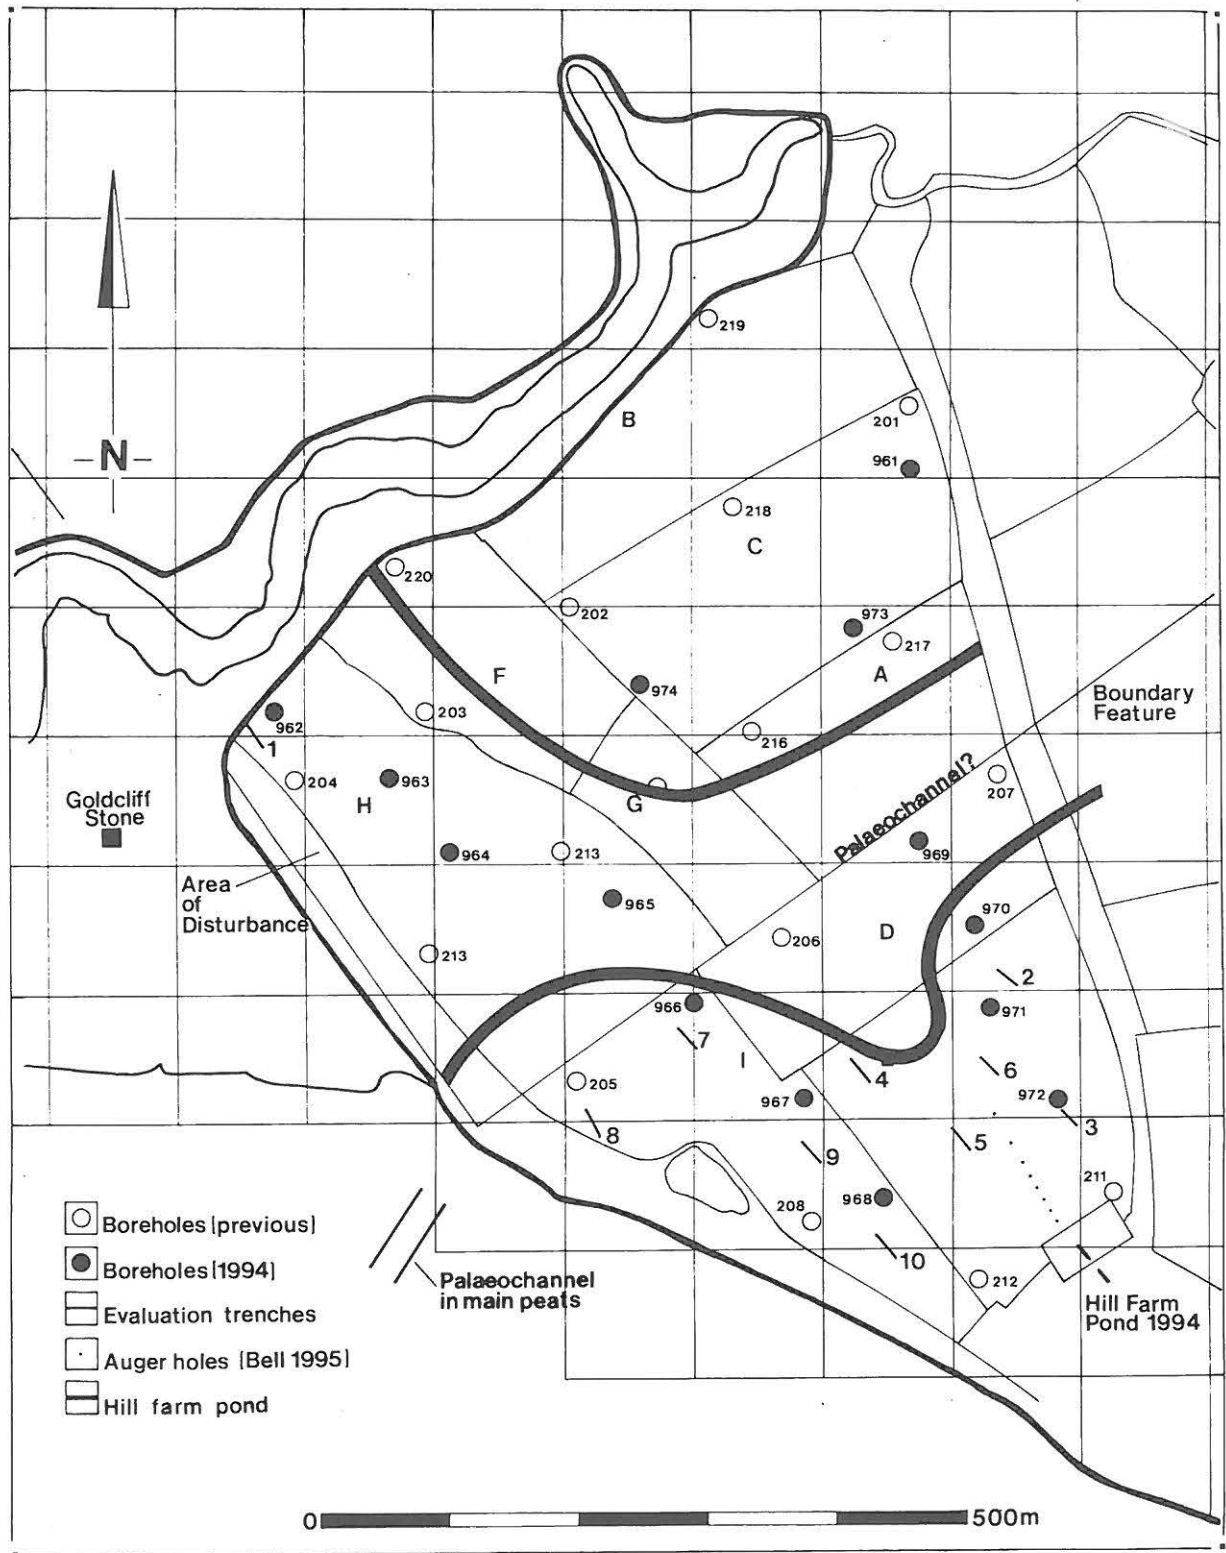 219
B
201
961
-N-
218
C
220
202
973
217
F
974
A
Boundary
Feature
203
962
1
216
Palaeochannel?
204
963
H
G
207
Goldcliff
Stone
964
213
969
Area
of
Disturbance
965
970
206
D
213
2
966
971
7
I
4
6
205
967
972
3
8
5
9
211
968
208
10
212
Boreholes (previous)
Boreholes (1994)
Evaluation trenches
Auger holes (Bell 1995)
Hill farm pond
Palaeochannel
in main peats
Hill Farm
Pond 1994
0
500m